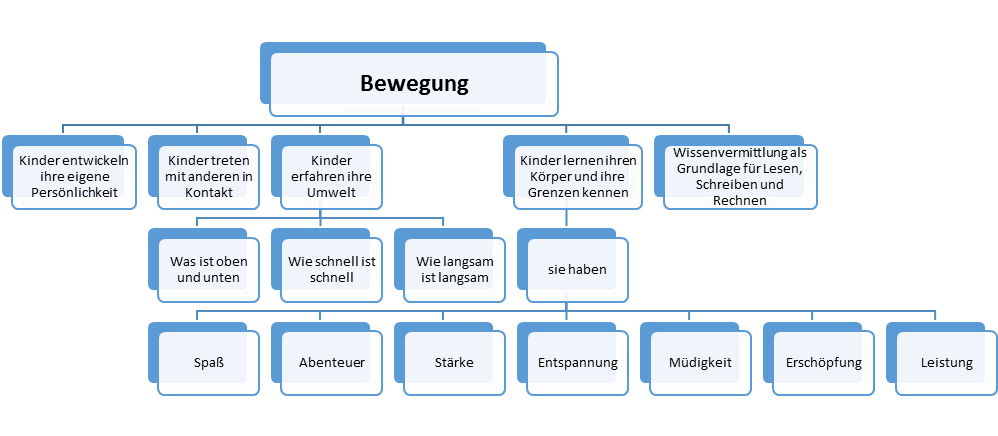 Bewegung
Kinder entwickeln
ihre eigene
Persönlichkeit
Kinder treten
mit anderen in
Kontakt
Kinder
erfahren ihre
Umwelt
Kinder lernen ihren
Körper und ihre
Grenzen kennen
Wissenvermittlung als
Grundlage für Lesen,
Schreiben und
Rechnen
Was ist oben
und unten
Wie schnell ist
schnell
Wie langsam
ist langsam
sie haben
Spaß
Abenteuer
Stärke
Entspannung
Müdigkeit
Erschöpfung
Leistung